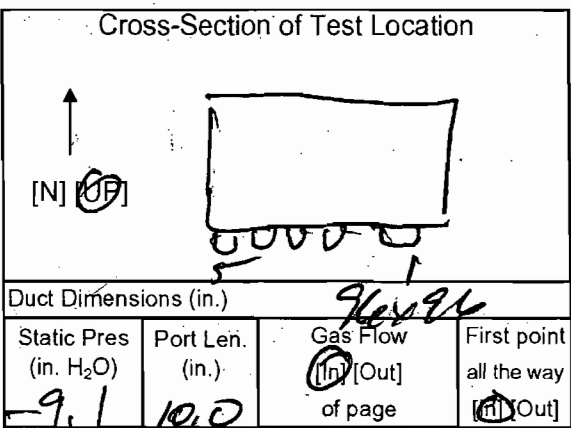 Cross-Section of Test Location
[N] [UP]
5 1
Duct Dimensions (in.) 96x96
Static Pres Port Len. Gas Flow First point
(in. H₂O) (in.) [In] [Out] all the way
-9.1 10.0 of page [In] [Out]